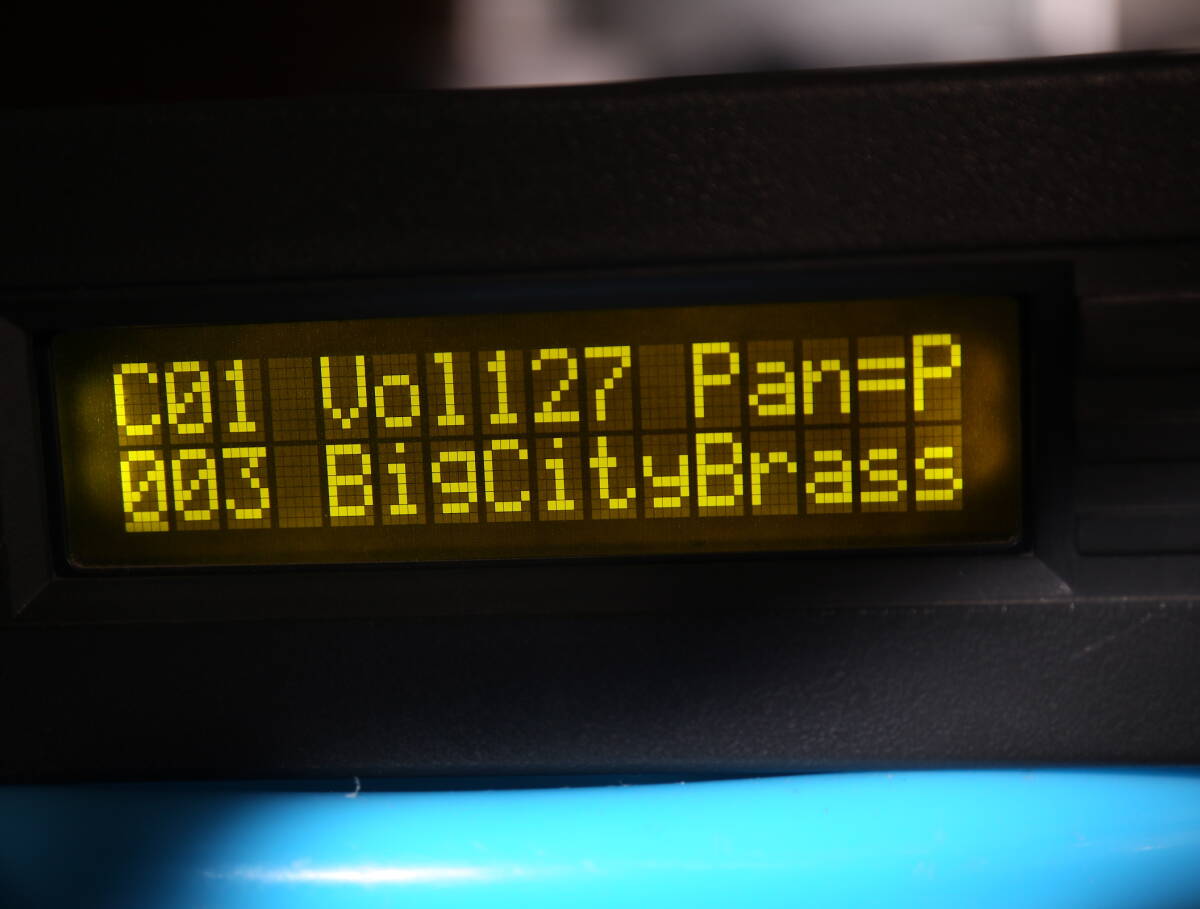 C01 Vol127 Pan=P
003 BigCityBrass